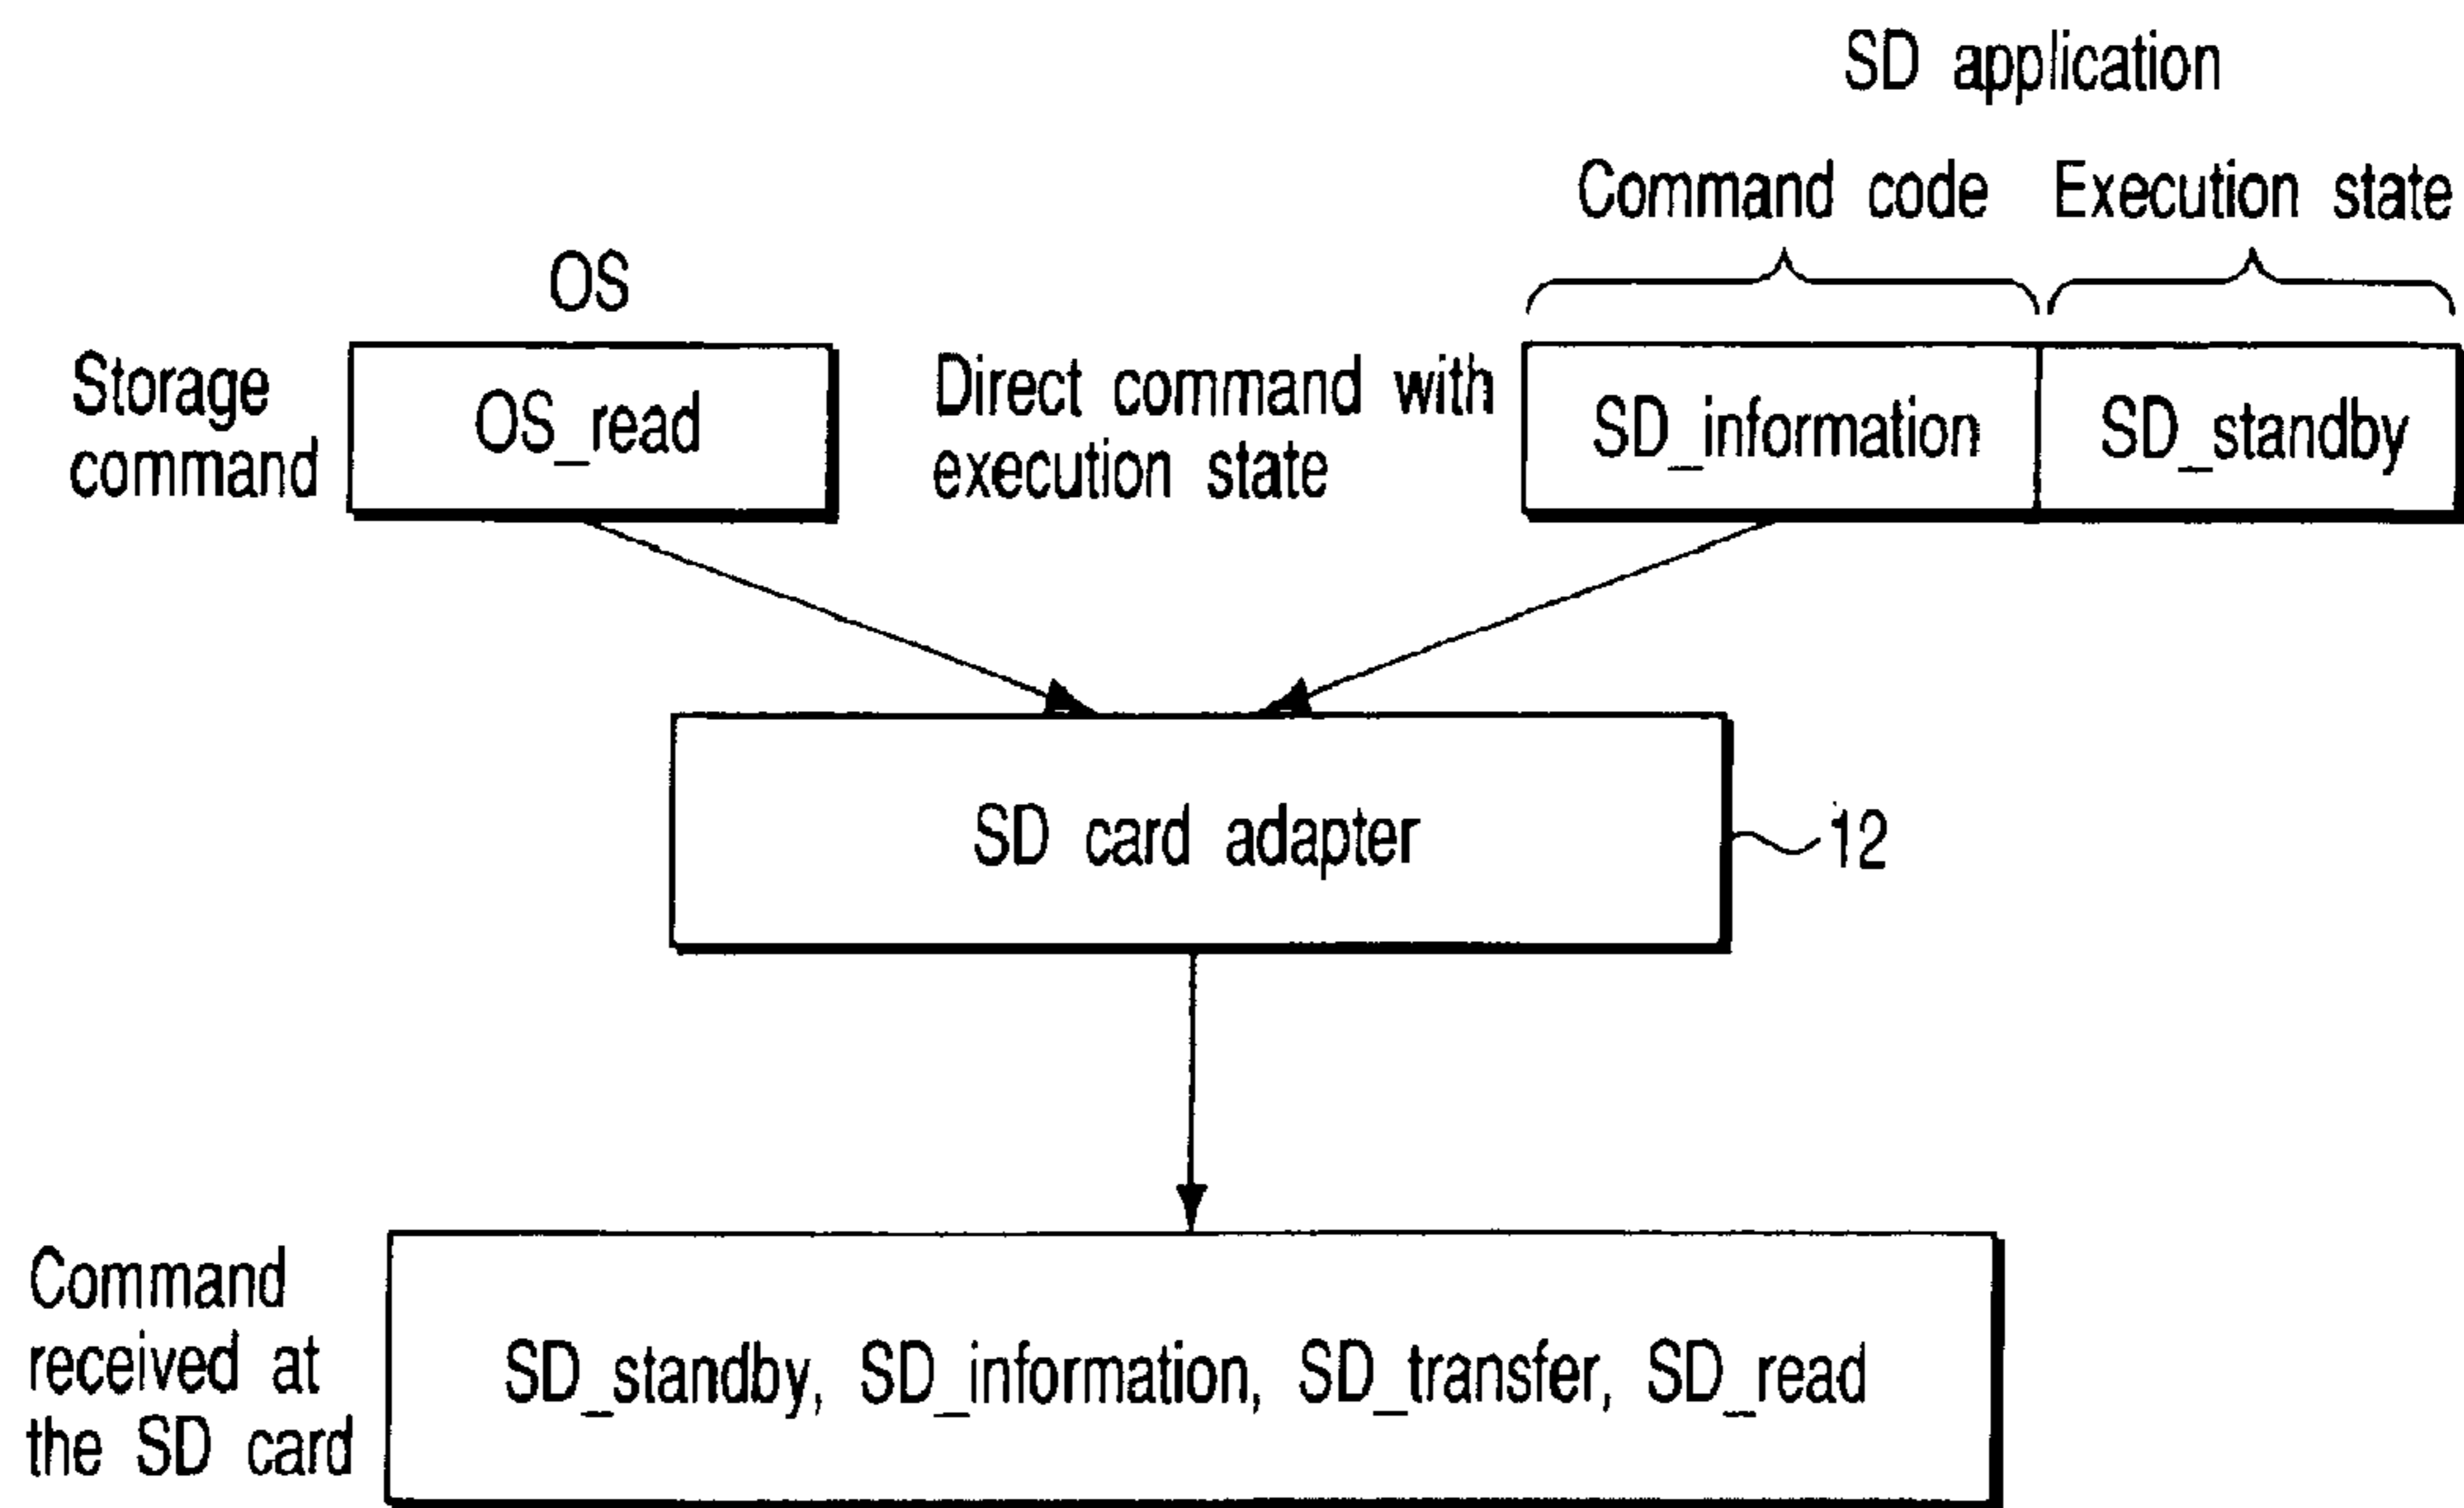 SD application
Command code Execution state
OS
Storage
command
OS_read
Direct command with
execution state
SD_information SD_standby
SD card adapter
12
Command
received at
the SD card
SD_standby, SD_information, SD_transfer, SD_read